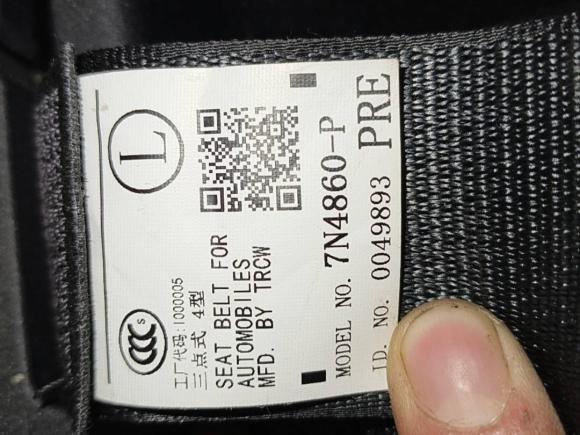 L
CCC S
工厂代码:1000005
三点式 4型
SEAT BELT FOR
AUTOMOBILES
MFD. BY TRCW
MODEL NO. 7N4860-P
ID. NO. 0049893 PRE